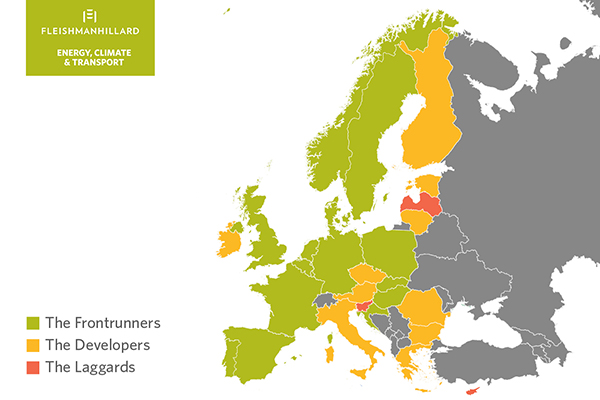 FLEISHMANHILLARD
ENERGY, CLIMATE
& TRANSPORT
The Frontrunners
The Developers
The Laggards